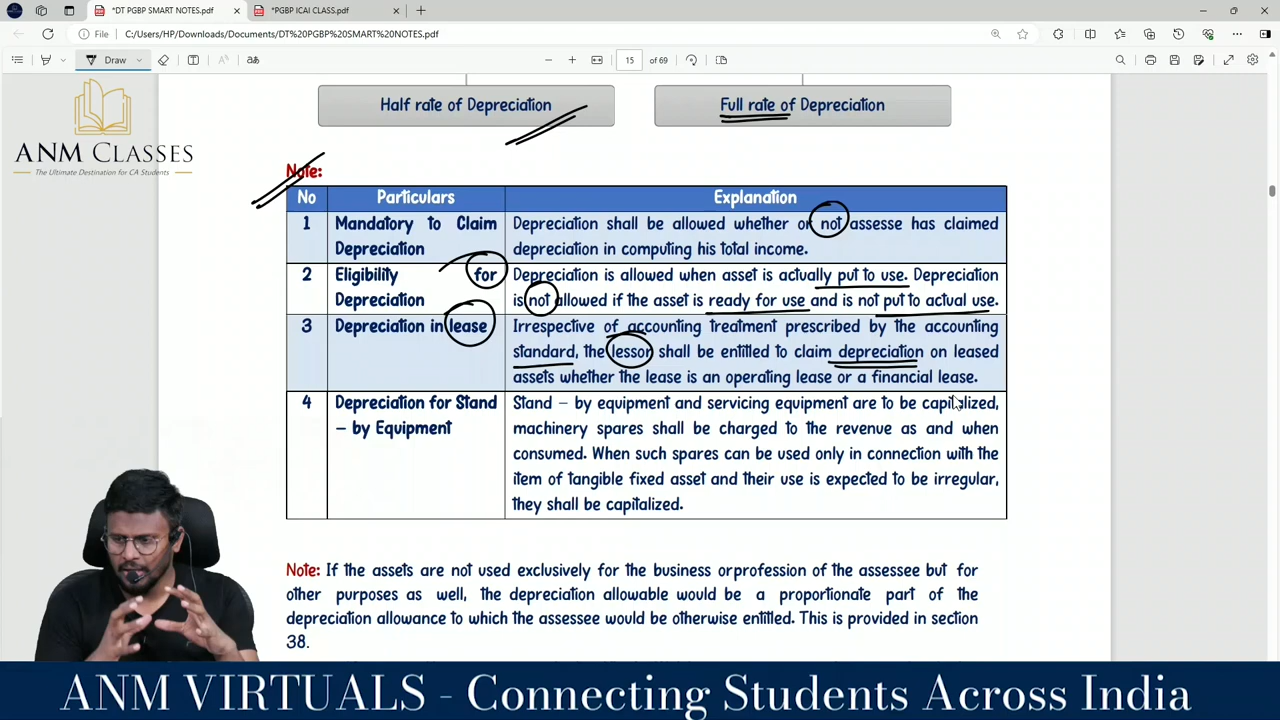 *DT PGBP SMART NOTES.pdf
*PGBP ICAI CLASS.pdf
File
C:/Users/HP/Downloads/Documents/DT%20PGBP%20SMART%20NOTES.pdf
Draw
15 of 69
ANM CLASSES
The Ultimate Destination for CA Students
Half rate of Depreciation
Full rate of Depreciation
Note:
No Particulars Explanation
1 Mandatory to Claim Depreciation shall be allowed whether or not assesse has claimed
Depreciation depreciation in computing his total income.
2 Eligibility for Depreciation is allowed when asset is actually put to use. Depreciation
Depreciation is not allowed if the asset is ready for use and is not put to actual use.
3 Depreciation in lease Irrespective of accounting treatment prescribed by the accounting
standard, the lessor shall be entitled to claim depreciation on leased
assets whether the lease is an operating lease or a financial lease.
4 Depreciation for Stand Stand – by equipment and servicing equipment are to be capitalized,
– by Equipment machinery spares shall be charged to the revenue as and when
consumed. When such spares can be used only in connection with the
item of tangible fixed asset and their use is expected to be irregular,
they shall be capitalized.
Note: If the assets are not used exclusively for the business orprofession of the assessee but for
other purposes as well, the depreciation allowable would be a proportionate part of the
depreciation allowance to which the assessee would be otherwise entitled. This is provided in section
38.
ANM VIRTUALS - Connecting Students Across India